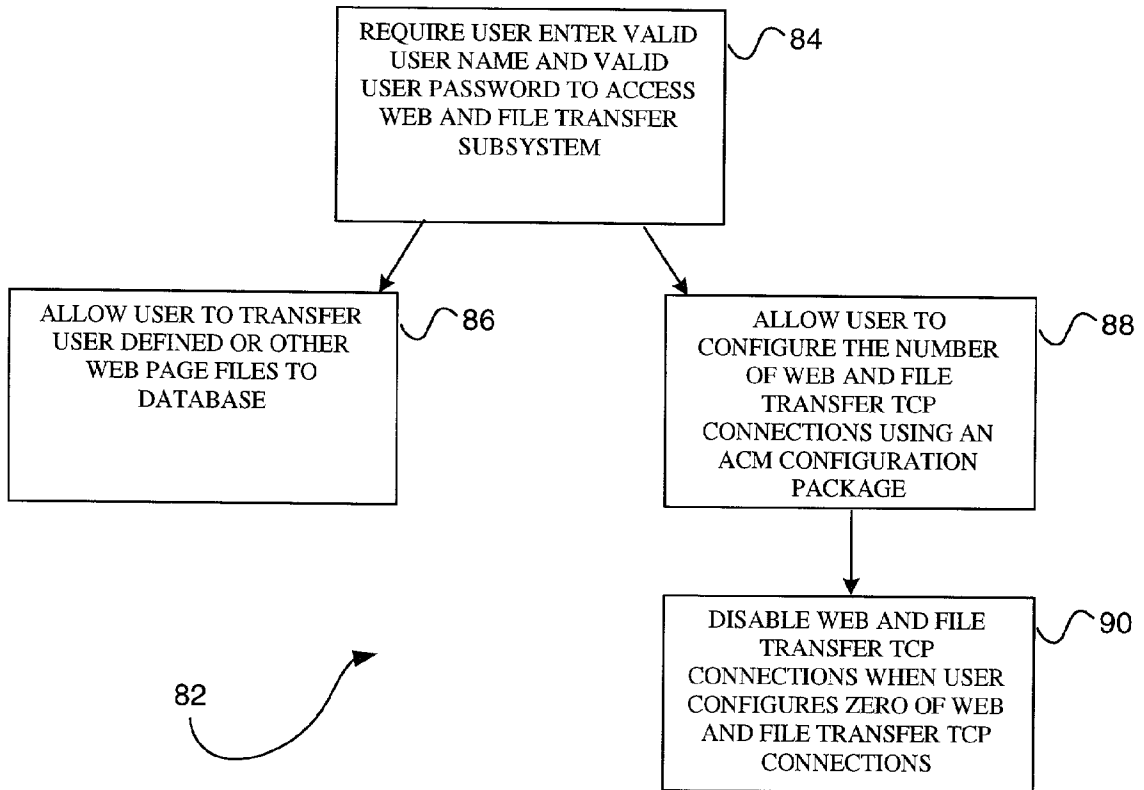 REQUIRE USER ENTER VALID
USER NAME AND VALID
USER PASSWORD TO ACCESS
WEB AND FILE TRANSFER
SUBSYSTEM
84
ALLOW USER TO TRANSFER
USER DEFINED OR OTHER
WEB PAGE FILES TO
DATABASE
86
ALLOW USER TO
CONFIGURE THE NUMBER
OF WEB AND FILE
TRANSFER TCP
CONNECTIONS USING AN
ACM CONFIGURATION
PACKAGE
88
DISABLE WEB AND FILE
TRANSFER TCP
CONNECTIONS WHEN USER
CONFIGURES ZERO OF WEB
AND FILE TRANSFER TCP
CONNECTIONS
90
82